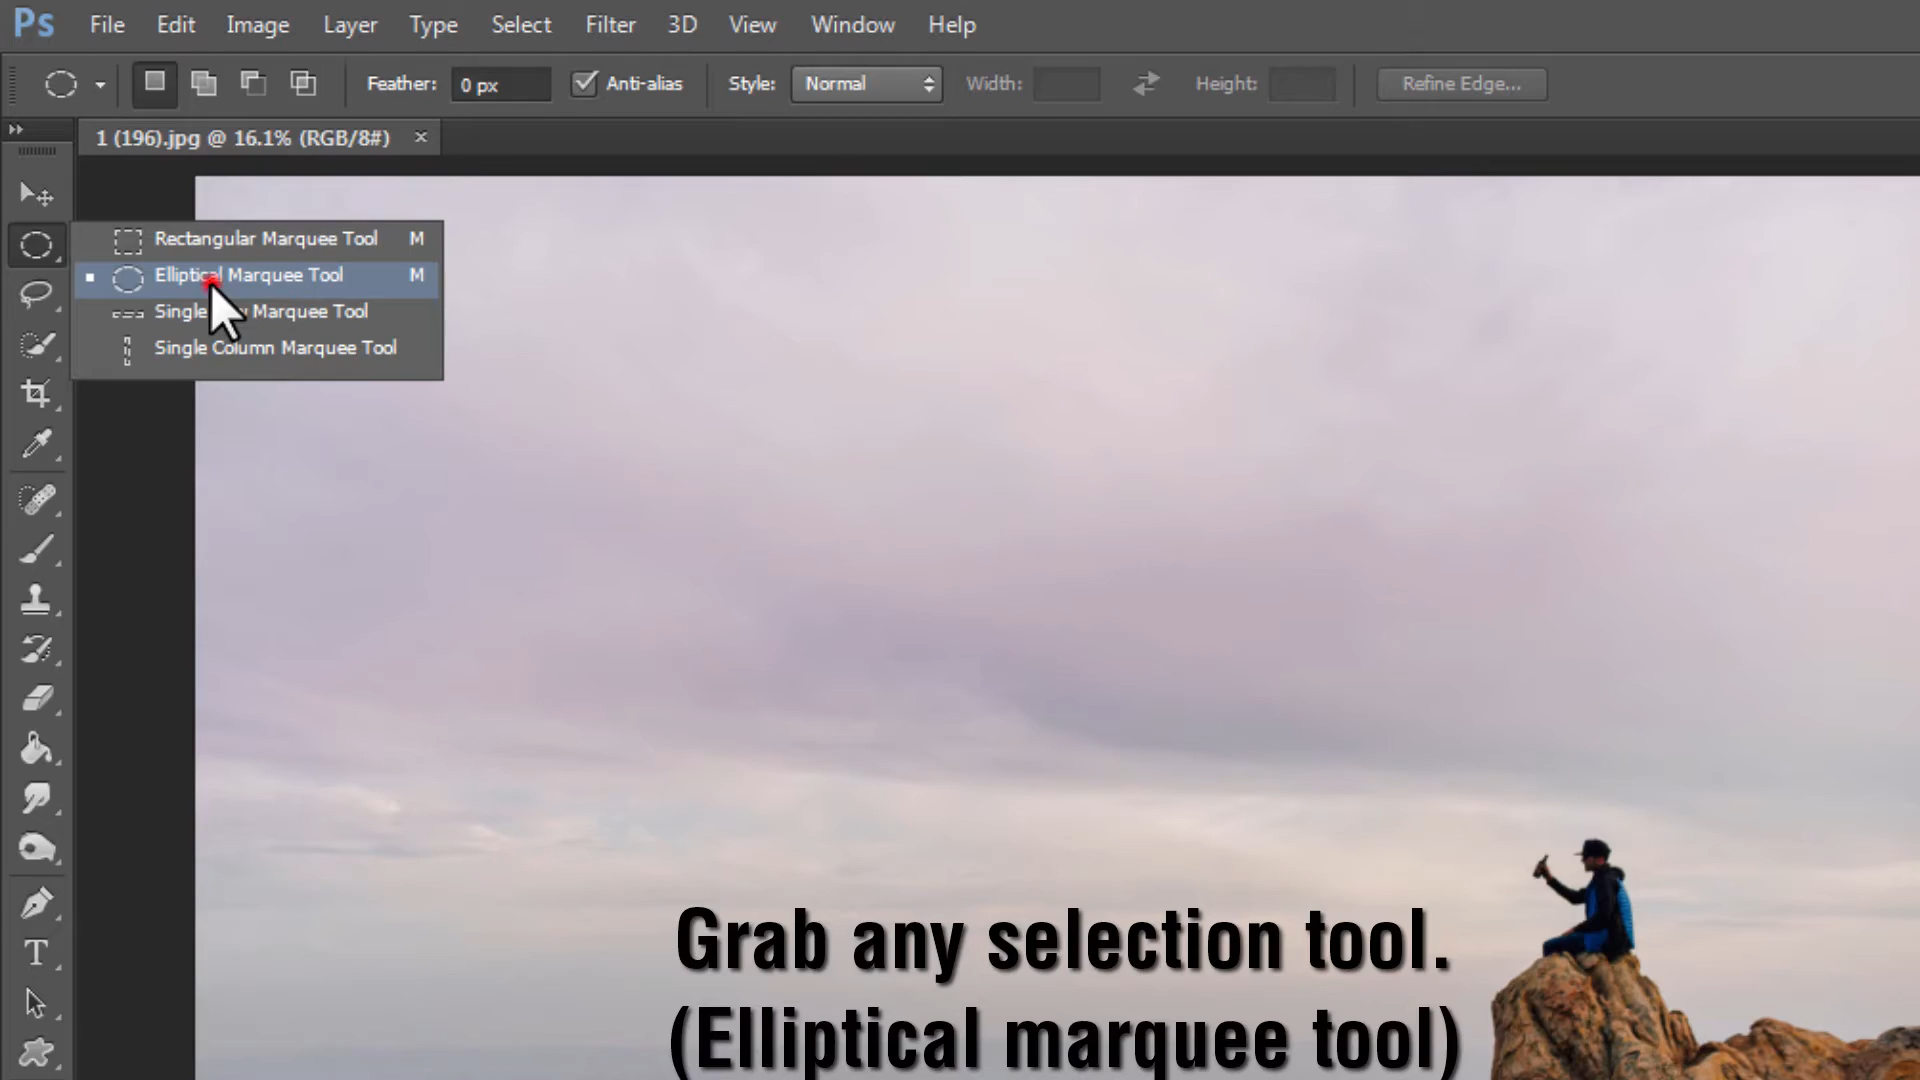 Ps File Edit Image Layer Type Select Filter 3D View Window Help
Feather: 0 px Anti-alias Style: Normal Width: Height: Refine Edge...
1 (196).jpg @ 16.1% (RGB/8#) ×
Rectangular Marquee Tool M
Elliptical Marquee Tool M
Single Marquee Tool
Single Column Marquee Tool
T
Grab any selection tool.
(Elliptical marquee tool)